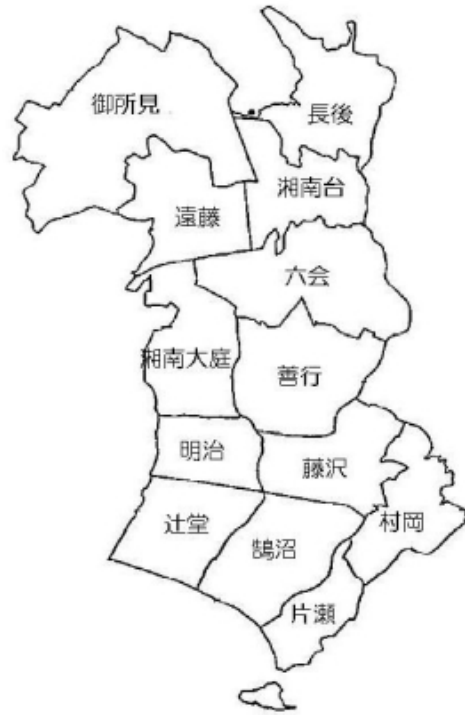 御所見
長後
湘南台
遠藤
六会
湘南大庭
善行
明治
藤沢
辻堂
村岡
鵠沼
片瀬